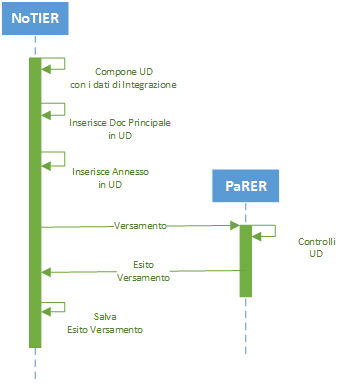 NoTIER
Compone UD
con i dati di Integrazione
Inserisce Doc Principale
in UD
Inserisce Annesso
in UD
PaRER
Versamento
Controlli
UD
Esito
Versamento
Salva
Esito Versamento